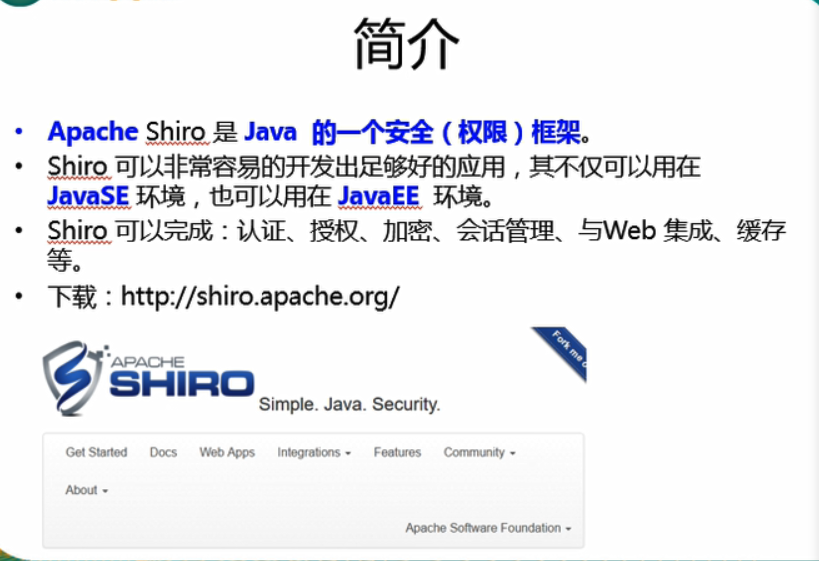 简介
• Apache Shiro 是 Java 的一个安全（权限）框架。
• Shiro 可以非常容易的开发出足够好的应用，其不仅可以用在
JavaSE 环境，也可以用在 JavaEE 环境。
• Shiro 可以完成：认证、授权、加密、会话管理、与Web 集成、缓存
等。
• 下载：http://shiro.apache.org/
Fork me o
APACHE
SHIRO
Simple. Java. Security.
Get Started Docs Web Apps Integrations Features Community
About
Apache Software Foundation